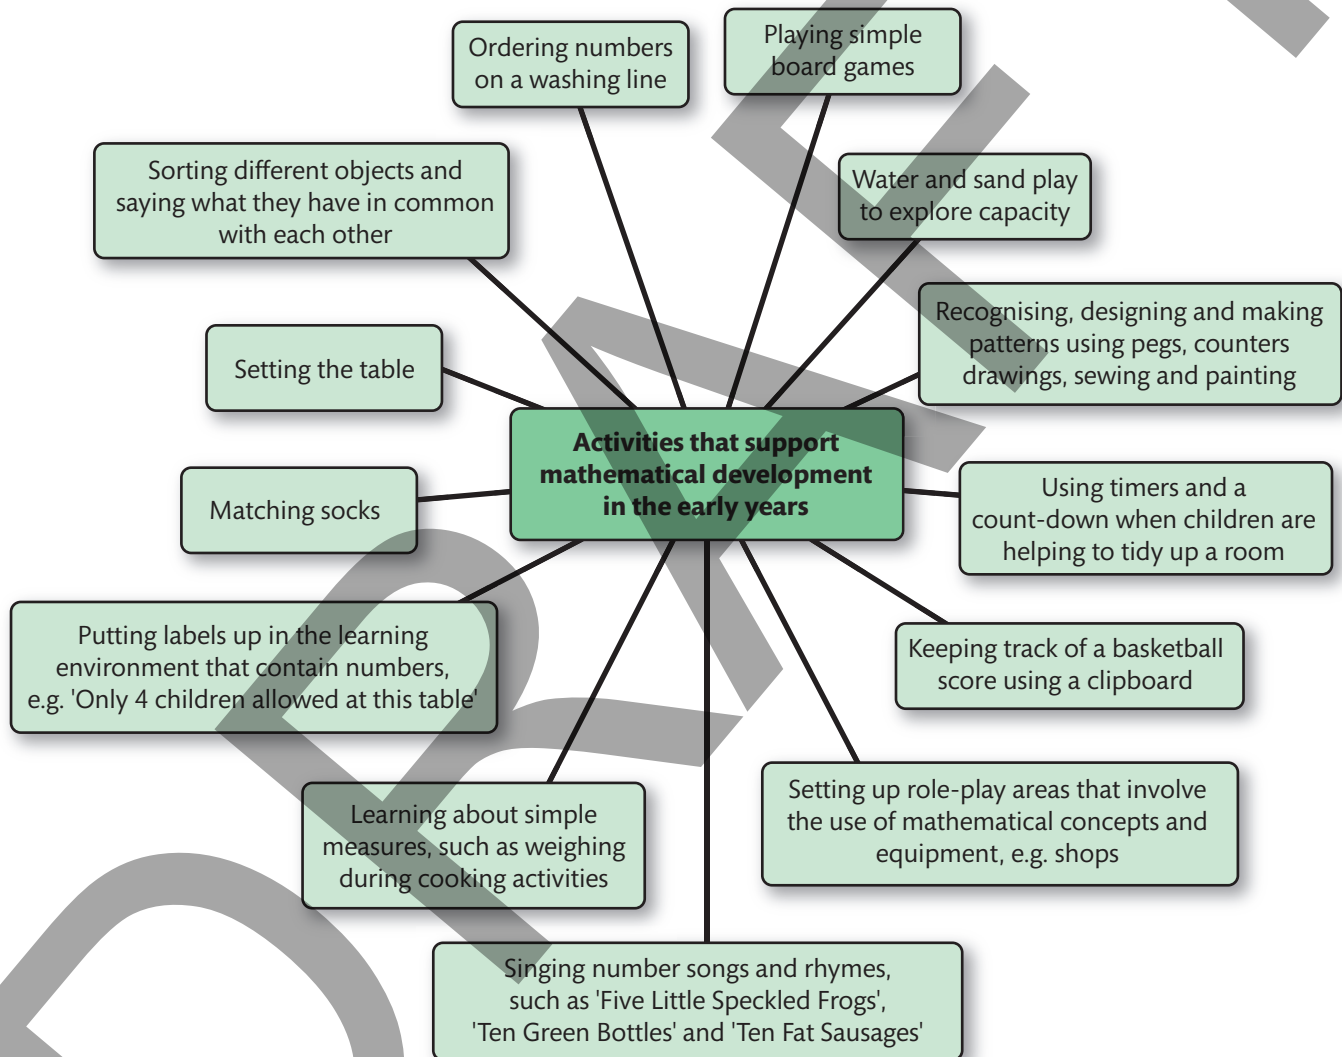 Ordering numbers
on a washing line
Playing simple
board games
Sorting different objects and
saying what they have in common
with each other
Water and sand play
to explore capacity
Recognising, designing and making
patterns using pegs, counters
drawings, sewing and painting
Setting the table
Activities that support
mathematical development
in the early years
Matching socks
Using timers and a
count-down when children are
helping to tidy up a room
Putting labels up in the learning
environment that contain numbers,
e.g. 'Only 4 children allowed at this table'
Keeping track of a basketball
score using a clipboard
Learning about simple
measures, such as weighing
during cooking activities
Setting up role-play areas that involve
the use of mathematical concepts and
equipment, e.g. shops
Singing number songs and rhymes,
such as 'Five Little Speckled Frogs',
'Ten Green Bottles' and 'Ten Fat Sausages'
DRAFT